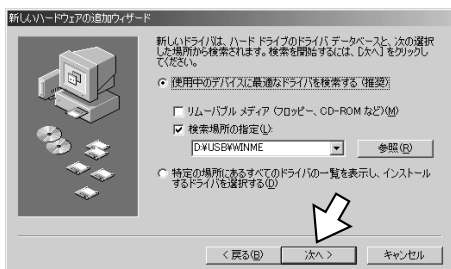 新しいハードウェアの追加ウィザード
新しいドライバは、ハード ドライブのドライバ データベースと、次の選択
した場所から検索されます。検索を開始するには、[次へ] をクリックし
てください。
使用中のデバイスに最適なドライバを検索する (推奨)
リムーバブル メディア (フロッピー、CD-ROM など)(M)
検索場所の指定(L):
D:¥USB¥WINME
参照(R)
特定の場所にあるすべてのドライバの一覧を表示し、インストール
するドライバを選択する(D)
< 戻る(B)
次へ >
キャンセル